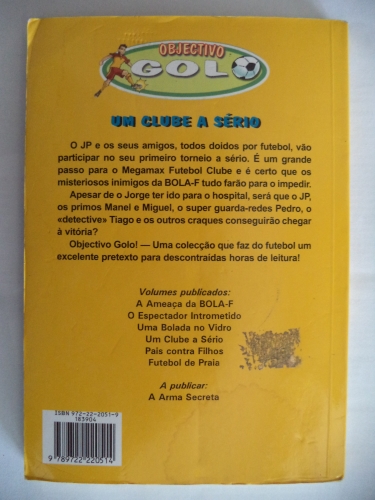 OBJECTIVO
GOLO
UM CLUBE A SÉRIO
O JP e os seus amigos, todos doidos por futebol, vão
participar no seu primeiro torneio a sério. É um grande
passo para o Megamax Futebol Clube e é certo que os
misteriosos inimigos da BOLA-F tudo farão para o impedir.
Apesar de o Jorge ter ido para o hospital, será que o JP,
os primos Manel e Miguel, o super guarda-redes Pedro, o
«detective» Tiago e os outros craques conseguirão chegar
à vitória?
Objectivo Golo! — Uma colecção que faz do futebol um
excelente pretexto para descontraídas horas de leitura!
Volumes publicados:
A Ameaça da BOLA-F
O Espectador Intrometido
Uma Bolada no Vidro
Um Clube a Sério
Pais contra Filhos
Futebol de Praia
A publicar:
A Arma Secreta
ISBN 972-22-2051-9
183904
9 789722 220514